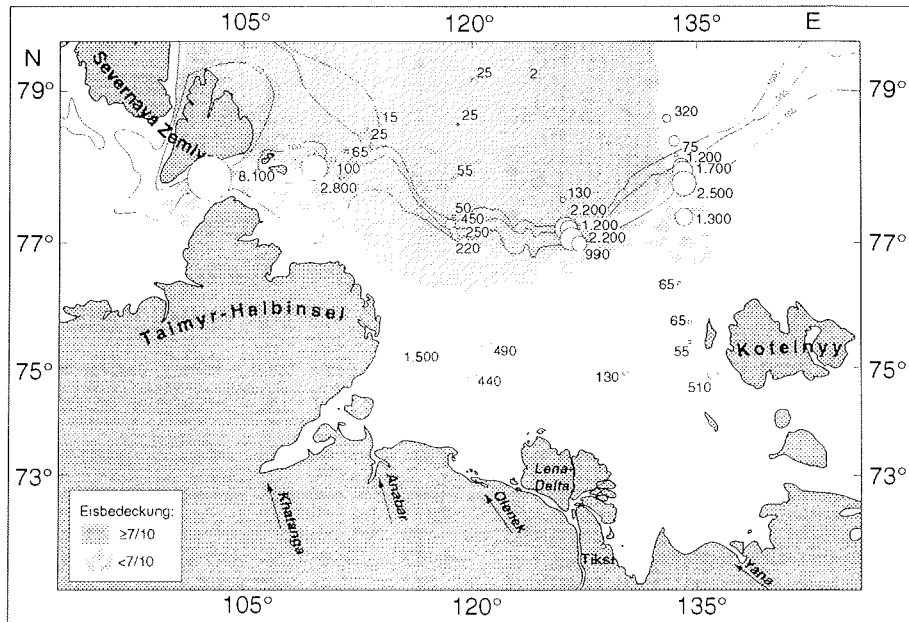 105° 120° 135° E
N
79° 79°
77° 77°
75° 75°
73° 73°
105° 120° 135°
Severnaya Zemly
25 2
25
15
25
65
55
100
8.100
2.800
50
450
250
220
130
2.200
1.200
2.200
990
320
75
1.200
1.700
2.500
1.300
65
65
55
510
130
1.500
490
440
Taimyr-Halbinsel
Kotelnyy
Lena-
Delta
Khatanga
Anabar
Olenek
Tiksi
Yana
Eisbedeckung:
≥7/10
<7/10